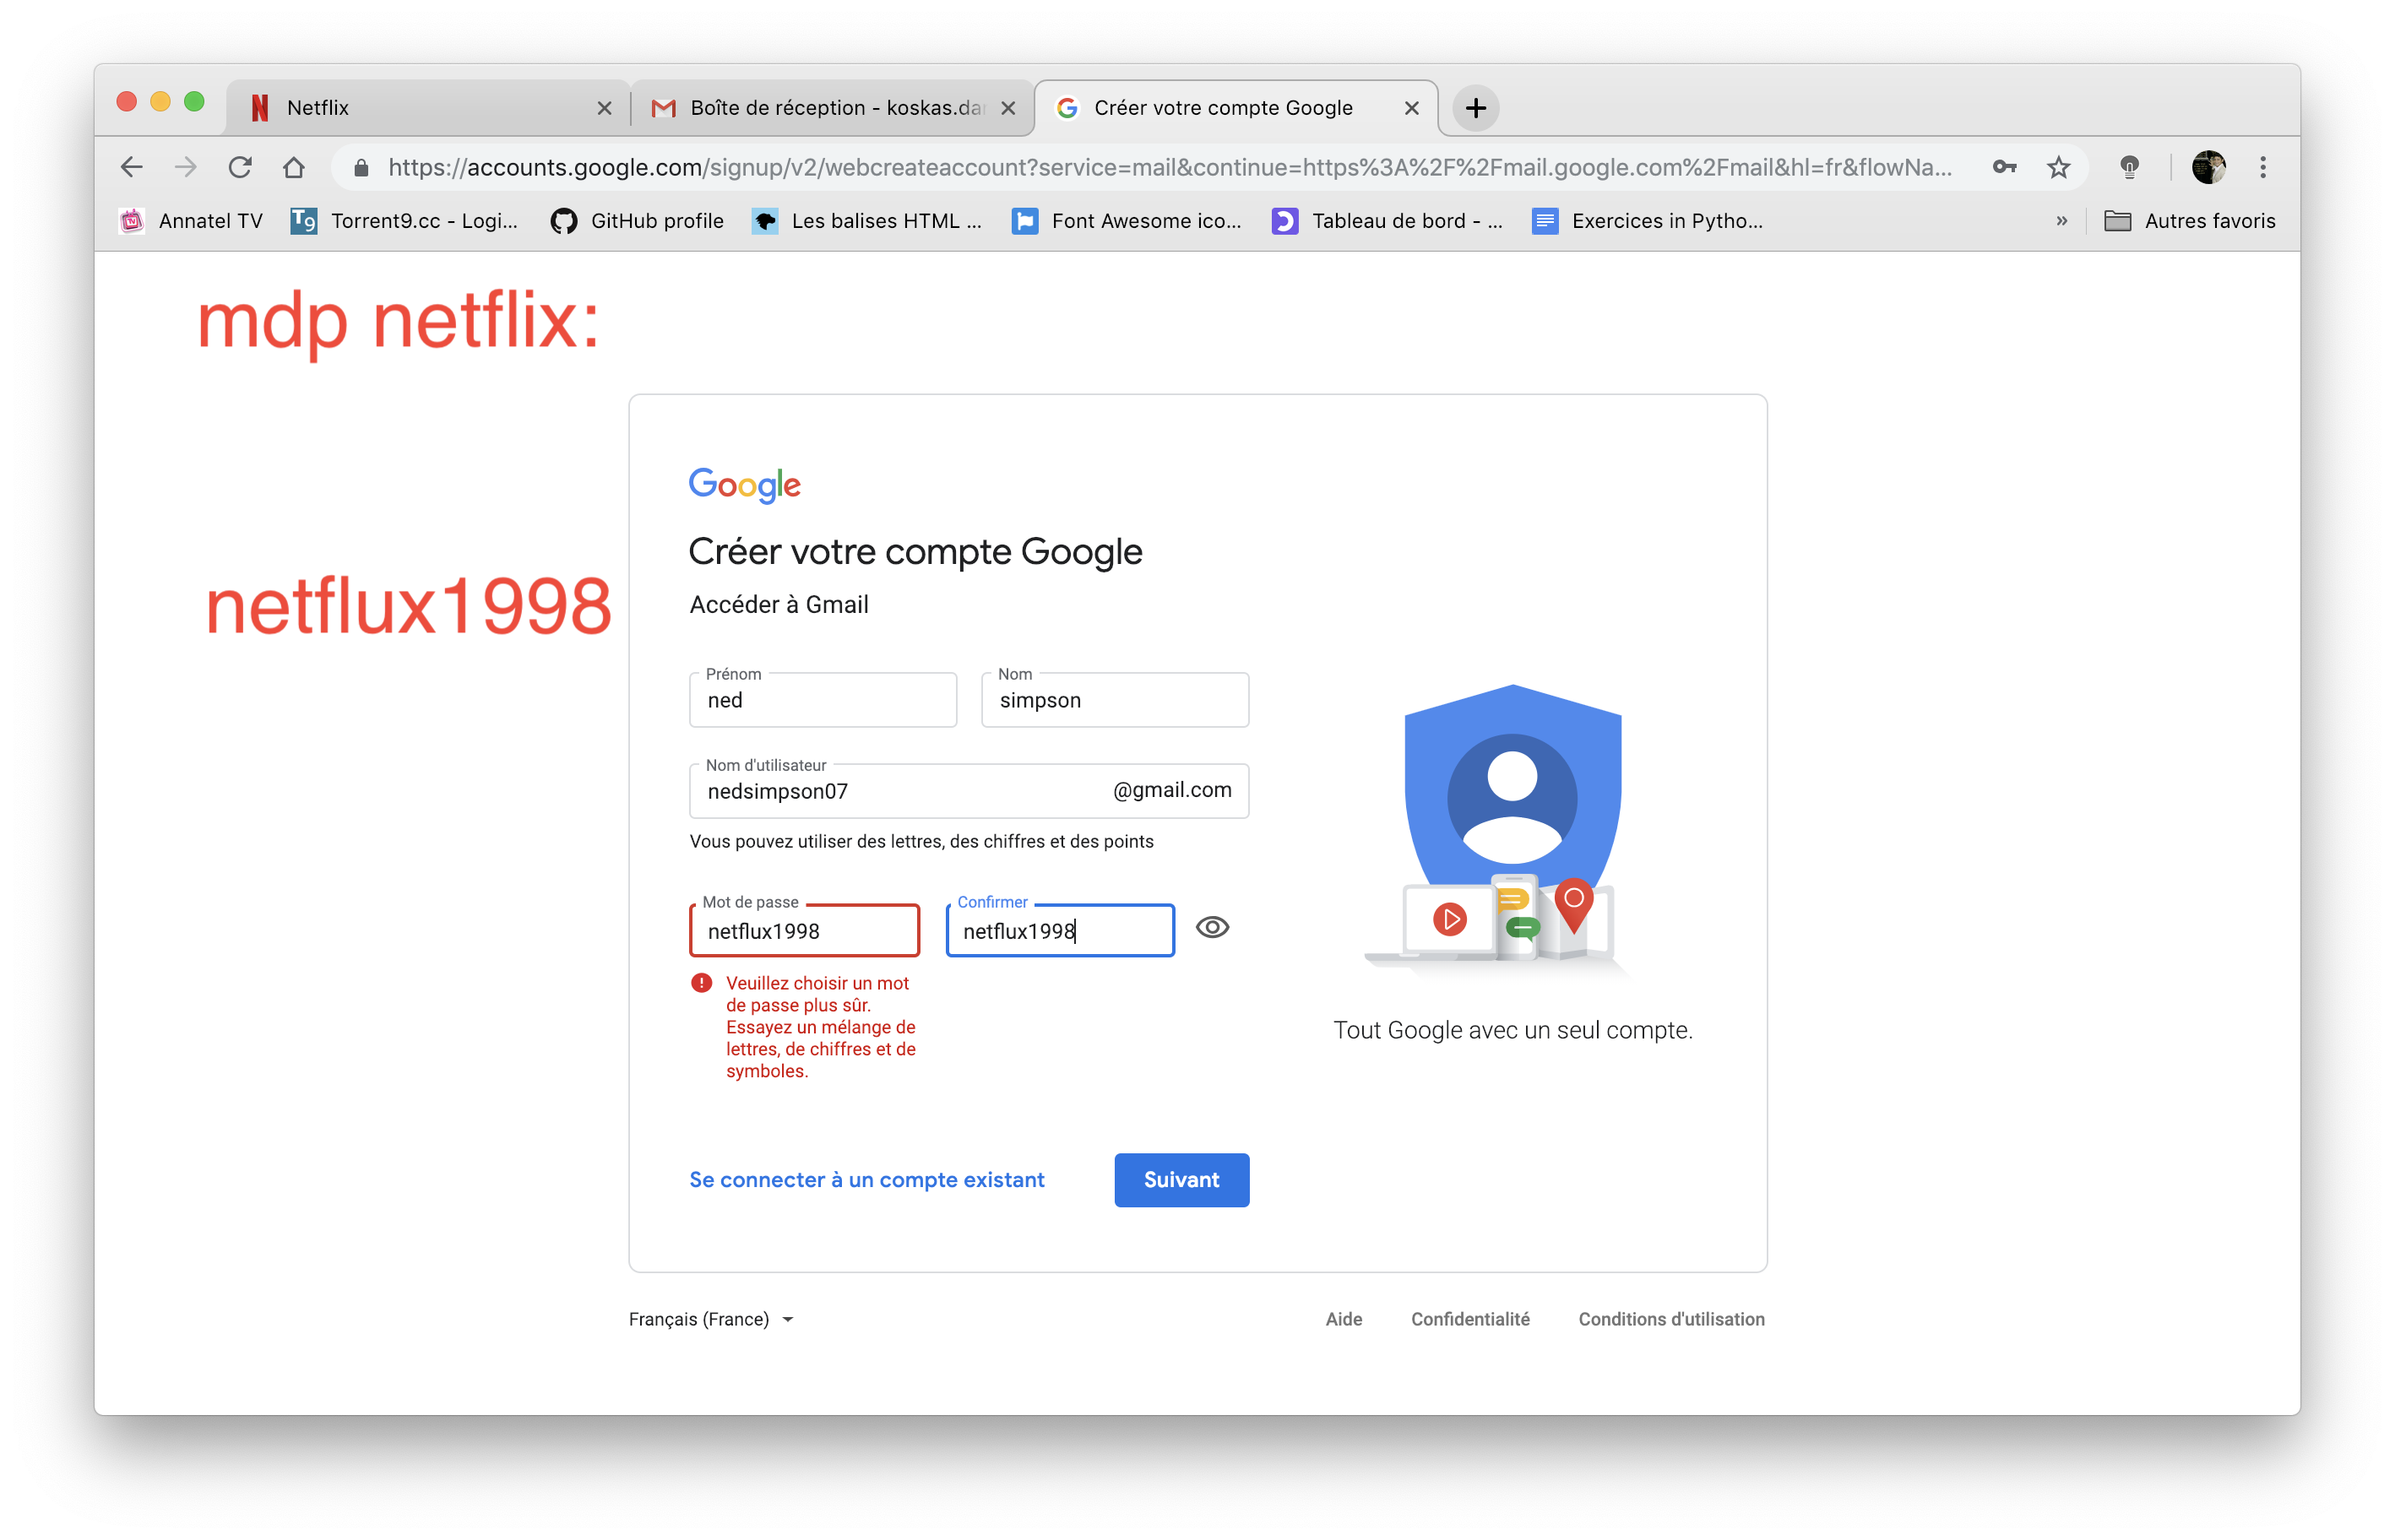 Netflix
Boîte de réception - koskas.da
Créer votre compte Google
https://accounts.google.com/signup/v2/webcreateaccount?service=mail&continue=https%3A%2F%2Fmail.google.com%2Fmail&hl=fr&flowNa...
Annatel TV
Torrent9.cc - Logi...
GitHub profile
Les balises HTML ...
Font Awesome ico...
Tableau de bord - ...
Exercices in Pytho...
»
Autres favoris
mdp netflix:
netflux1998
Google
Créer votre compte Google
Accéder à Gmail
Prénom
ned
Nom
simpson
Nom d'utilisateur
nedsimpson07
@gmail.com
Vous pouvez utiliser des lettres, des chiffres et des points
Mot de passe
netflux1998
Confirmer
netflux1998
Veuillez choisir un mot
de passe plus sûr.
Essayez un mélange de
lettres, de chiffres et de
symboles.
Tout Google avec un seul compte.
Se connecter à un compte existant
Suivant
Français (France)
Aide
Confidentialité
Conditions d'utilisation